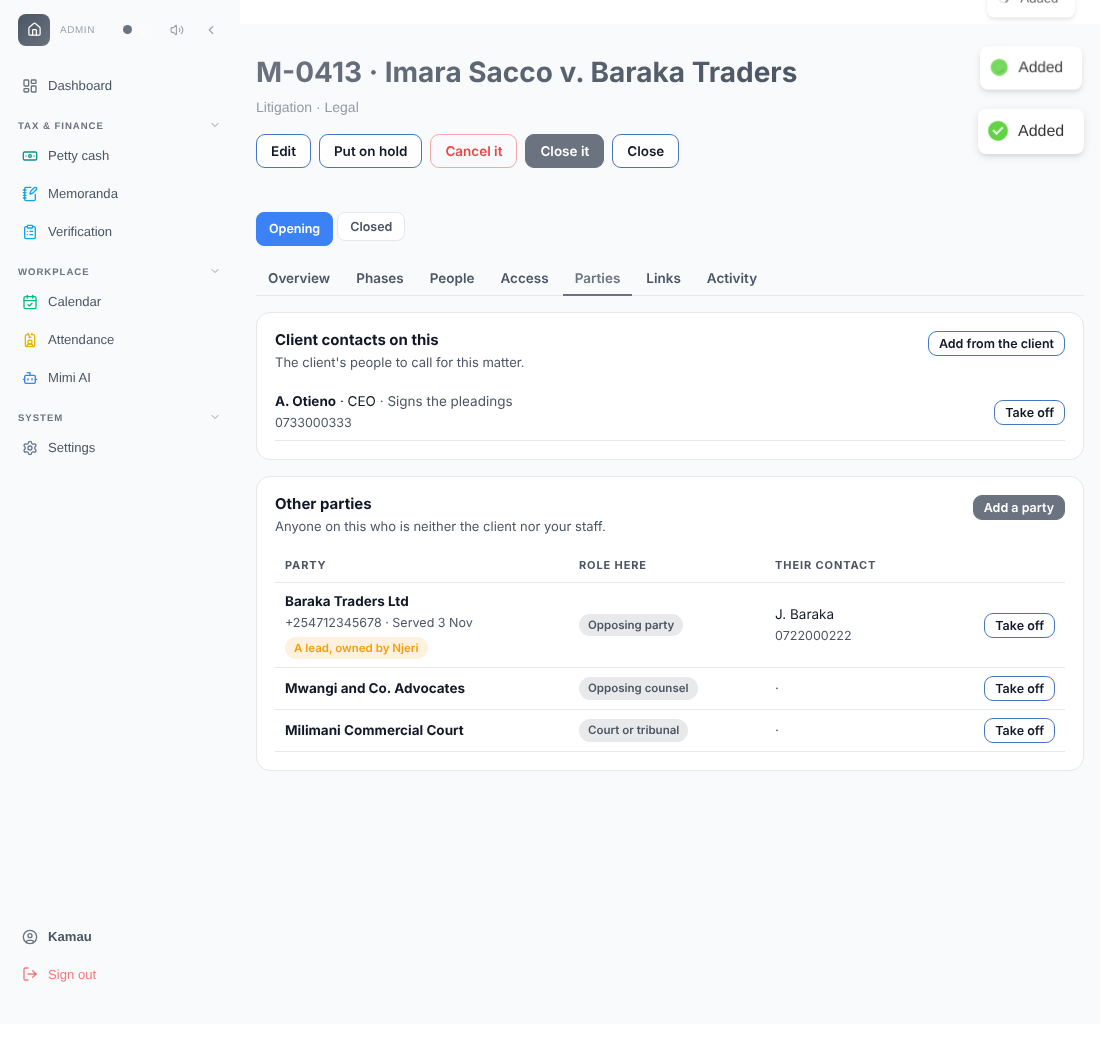 ADMIN
Added
Dashboard
TAX & FINANCE
Petty cash
Memoranda
Verification
WORKPLACE
Calendar
Attendance
Mimi AI
SYSTEM
Settings
Kamau
Sign out
M-0413 · Imara Sacco v. Baraka Traders
Litigation · Legal
Added
Added
Edit
Put on hold
Cancel it
Close it
Close
Opening
Closed
Overview
Phases
People
Access
Parties
Links
Activity
Client contacts on this
The client's people to call for this matter.
Add from the client
A. Otieno · CEO · Signs the pleadings
0733000333
Take off
Other parties
Anyone on this who is neither the client nor your staff.
Add a party
PARTY ROLE HERE THEIR CONTACT
Baraka Traders Ltd
+254712345678 · Served 3 Nov
A lead, owned by Njeri
Opposing party
J. Baraka
0722000222
Take off
Mwangi and Co. Advocates
Opposing counsel
·
Take off
Milimani Commercial Court
Court or tribunal
·
Take off